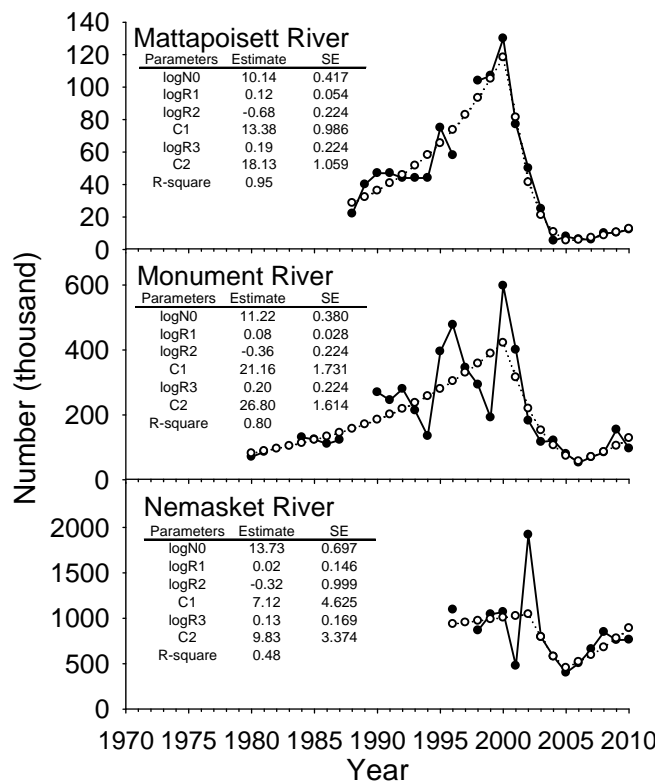 Number (thousand)
140
120
100
80
60
40
20
0
Mattapoisett River
Parameters Estimate SE
logN0 10.14 0.417
logR1 0.12 0.054
logR2 -0.68 0.224
C1 13.38 0.986
logR3 0.19 0.224
C2 18.13 1.059
R-square 0.95
600
400
200
0
Monument River
Parameters Estimate SE
logN0 11.22 0.380
logR1 0.08 0.028
logR2 -0.36 0.224
C1 21.16 1.731
logR3 0.20 0.224
C2 26.80 1.614
R-square 0.80
2000
1500
1000
500
0
Nemasket River
Parameters Estimate SE
logN0 13.73 0.697
logR1 0.02 0.146
logR2 -0.32 0.999
C1 7.12 4.625
logR3 0.13 0.169
C2 9.83 3.374
R-square 0.48
1970 1975 1980 1985 1990 1995 2000 2005 2010
Year